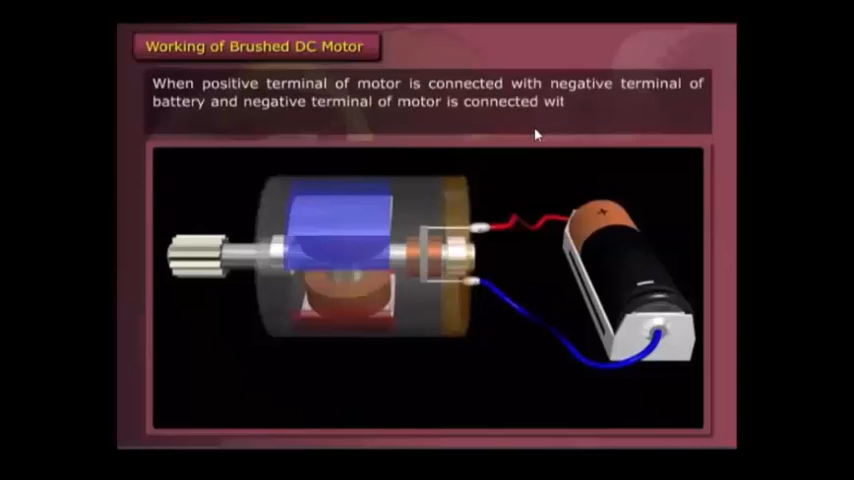 Working of Brushed DC Motor
When positive terminal of motor is connected with negative terminal of
battery and negative terminal of motor is connected wit
+